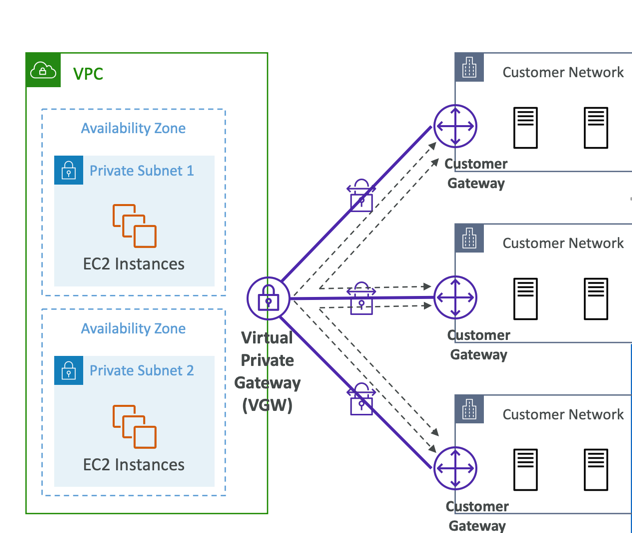 VPC
Availability Zone
Private Subnet 1
EC2 Instances
Availability Zone
Private Subnet 2
EC2 Instances
Virtual
Private
Gateway
(VGW)
Customer Network
Customer
Gateway
Customer Network
Customer
Gateway
Customer Network
Customer
Gateway